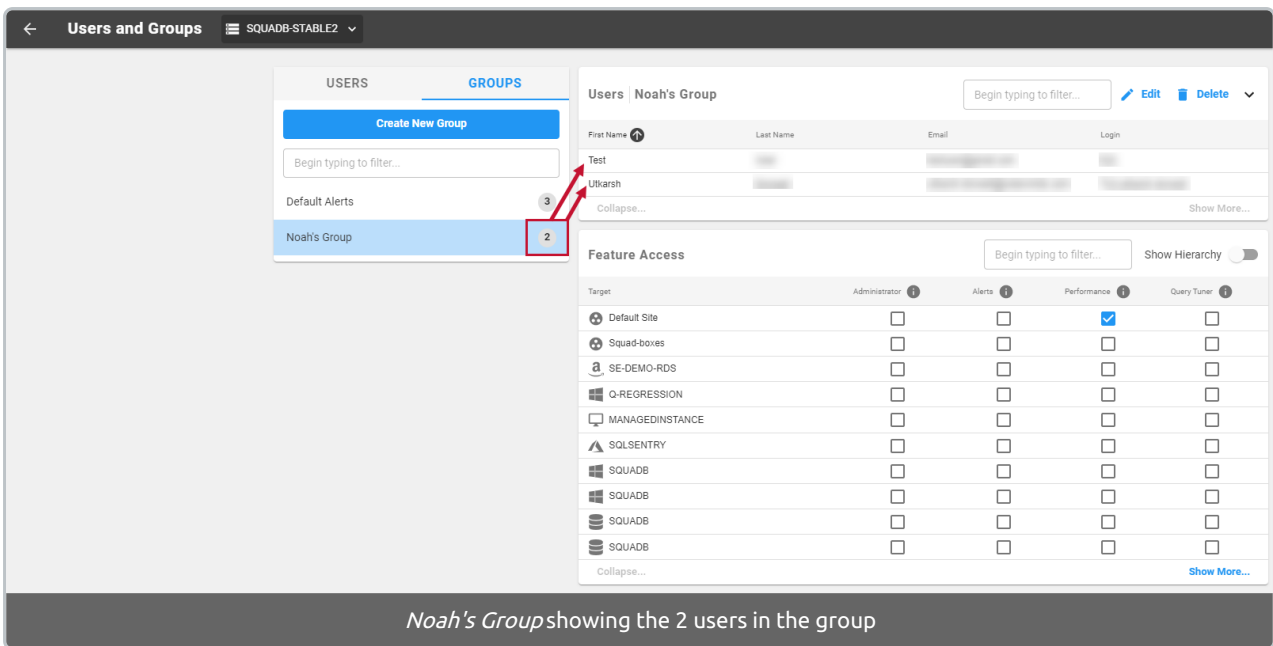 Users and Groups SQUADB-STABLE2
USERS GROUPS
Create New Group
Begin typing to filter...
Default Alerts 3
Noah's Group 2
Users Noah's Group Begin typing to filter... Edit Delete
First Name Last Name Email Login
Test
Utkarsh
Collapse... Show More...
Feature Access Begin typing to filter... Show Hierarchy
Target Administrator Alerts Performance Query Tuner
Default Site
Squad-boxes
SE-DEMO-RDS
Q-REGRESSION
MANAGEDINSTANCE
SQLSENTRY
SQUADB
SQUADB
SQUADB
SQUADB
Collapse... Show More...
Noah's Group showing the 2 users in the group